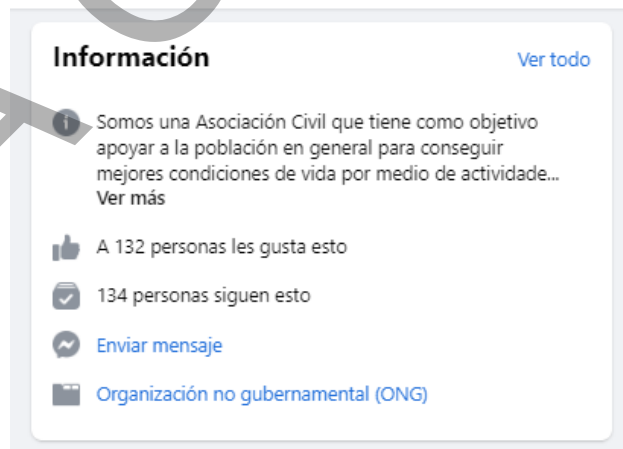 Información
Ver todo
Somos una Asociación Civil que tiene como objetivo
apoyar a la población en general para conseguir
mejores condiciones de vida por medio de actividade...
Ver más
A 132 personas les gusta esto
134 personas siguen esto
Enviar mensaje
Organización no gubernamental (ONG)